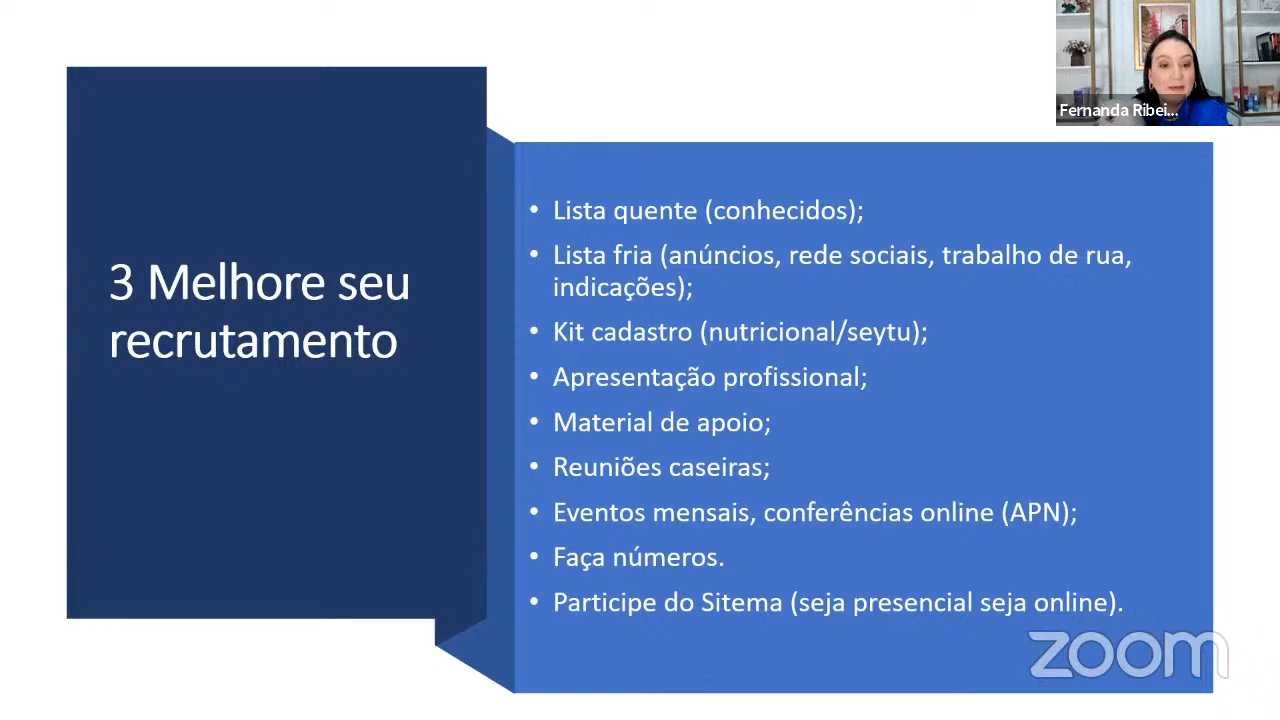 Fernanda Ribei...
3 Melhore seu
recrutamento
• Lista quente (conhecidos);
• Lista fria (anúncios, rede sociais, trabalho de rua,
indicações);
• Kit cadastro (nutricional/seytu);
• Apresentação profissional;
• Material de apoio;
• Reuniões caseiras;
• Eventos mensais, conferências online (APN);
• Faça números.
• Participe do Sitema (seja presencial seja online).
zoom